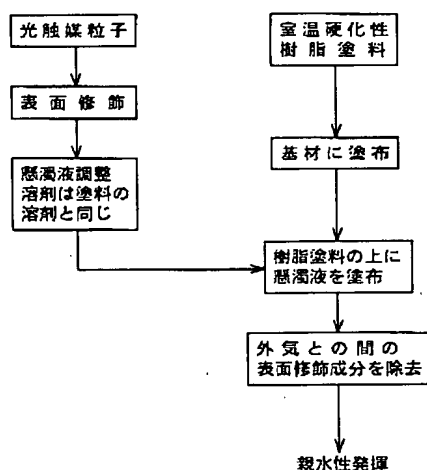 光触媒粒子
表面修飾
懸濁液調整
溶剤は塗料の
溶剤と同じ
室温硬化性
樹脂塗料
基材に塗布
樹脂塗料の上に
懸濁液を塗布
外気との間の
表面修飾成分を除去
親水性発揮